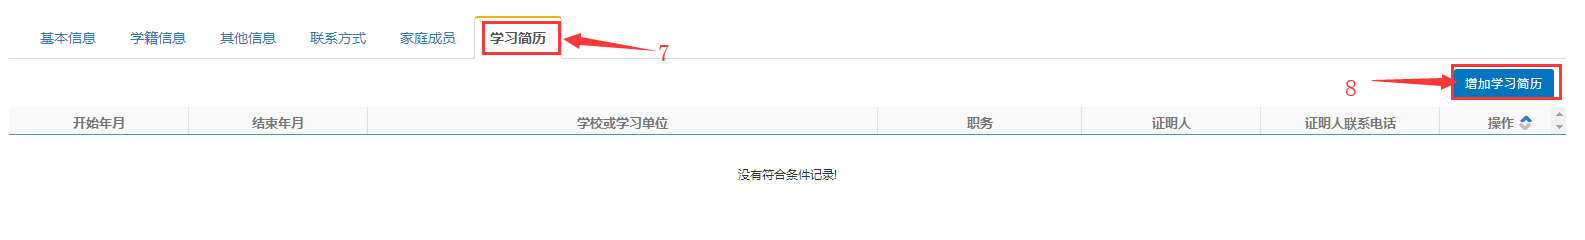 基本信息 学籍信息 其他信息 联系方式 家庭成员 学习简历
7
8 增加学习简历
开始年月 结束年月 学校或学习单位 职务 证明人 证明人联系电话 操作
没有符合条件记录!